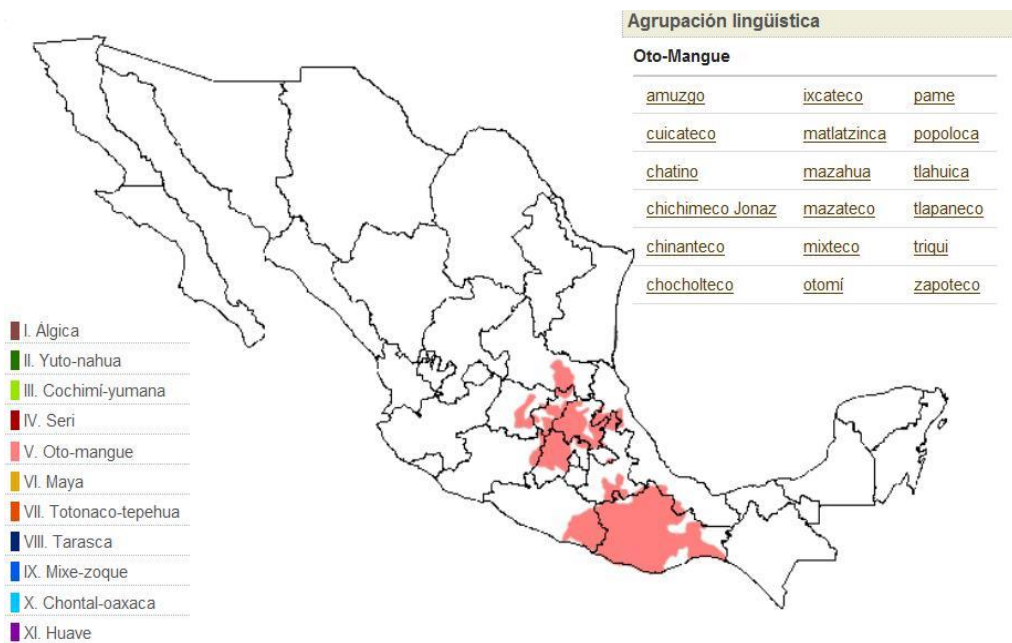 Agrupación lingüística
Oto-Mangue
amuzgo ixcateco pame
cuicateco matlatzinca popoloca
chatino mazahua tlahuica
chichimeco Jonaz mazateco tlapaneco
chinanteco mixteco triqui
chocholteco otomí zapoteco
I. Álgica
II. Yuto-nahua
III. Cochimí-yumana
IV. Seri
V. Oto-mangue
VI. Maya
VII. Totonaco-tepehua
VIII. Tarasca
IX. Mixe-zoque
X. Chontal-oaxaca
XI. Huave